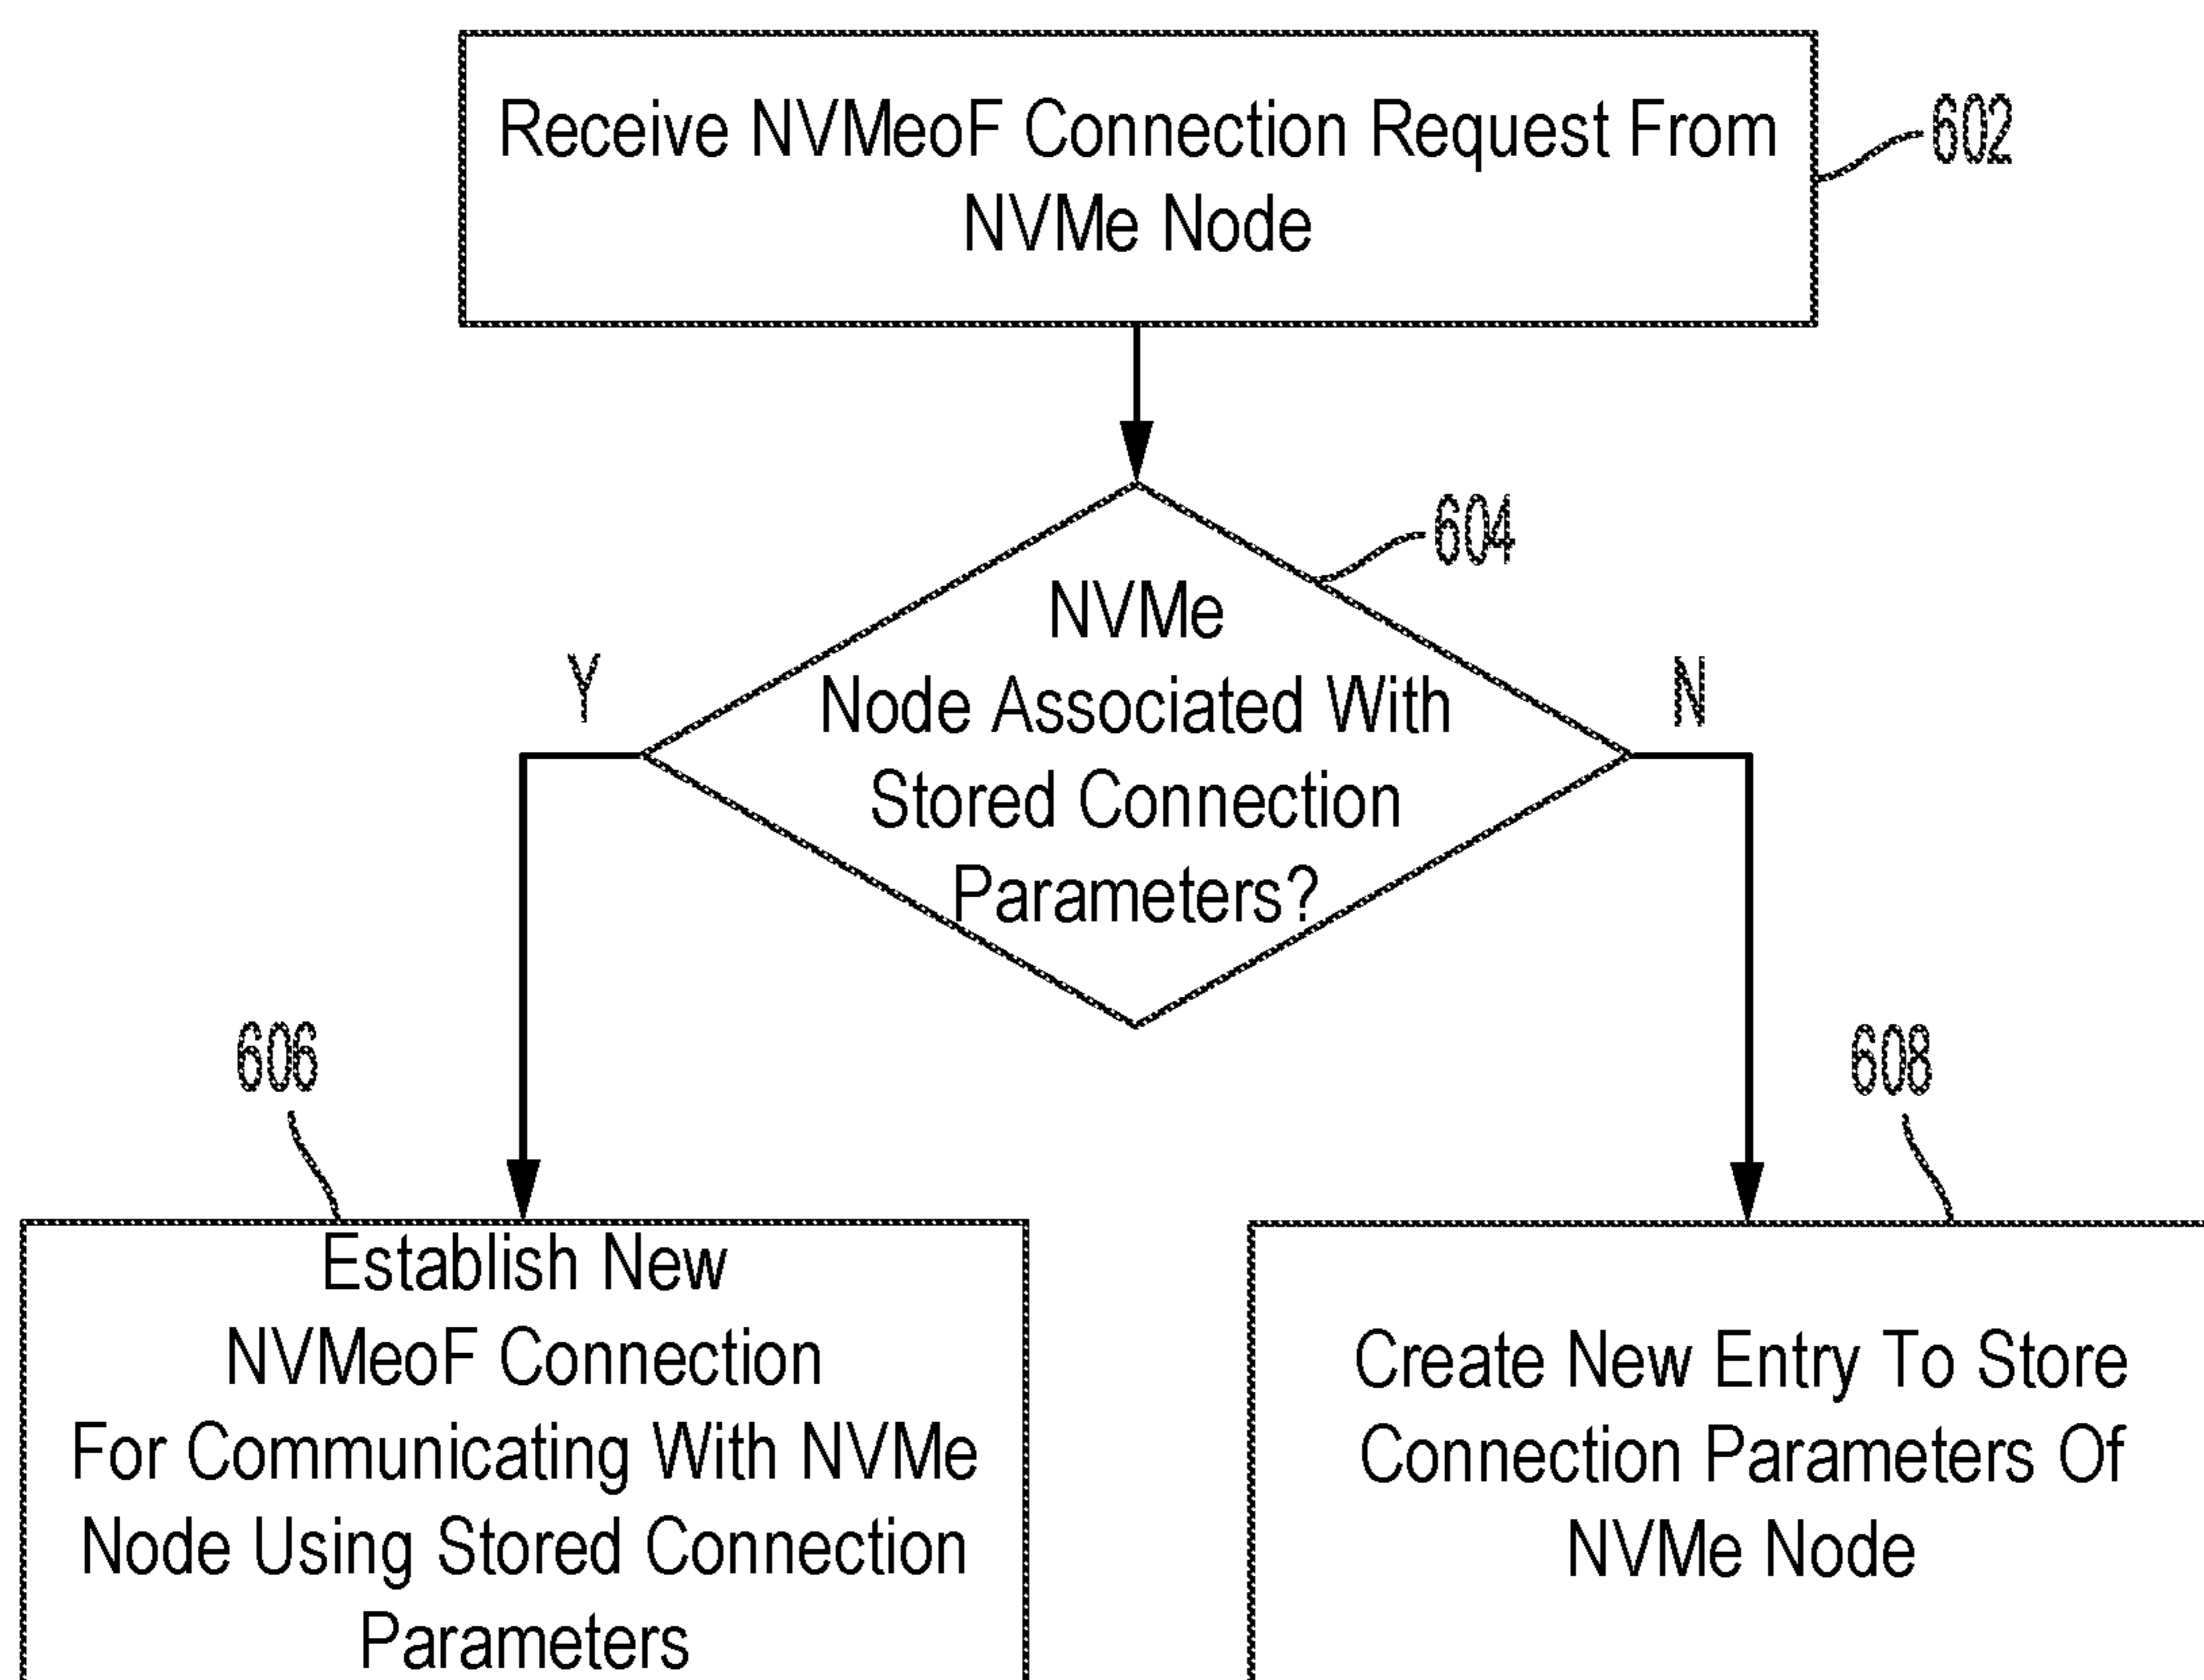 Receive NVMeoF Connection Request From
NVMe Node
602
604
NVMe
Node Associated With
Stored Connection
Parameters?
Y
N
606
608
Establish New
NVMeoF Connection
For Communicating With NVMe
Node Using Stored Connection
Parameters
Create New Entry To Store
Connection Parameters Of
NVMe Node